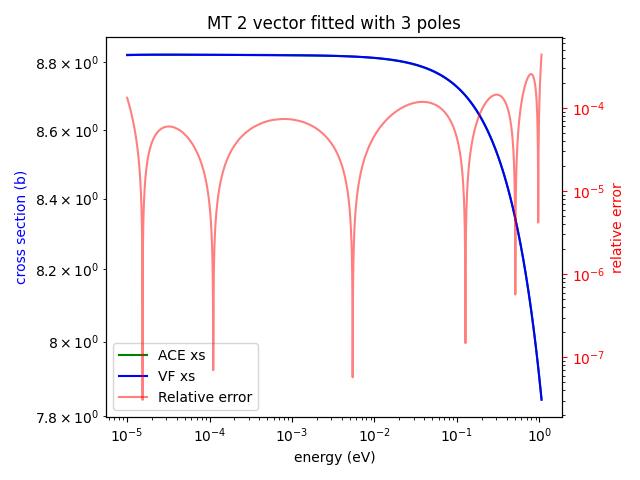 MT 2 vector fitted with 3 poles
cross section (b)
8.8 × 10⁰
8.6 × 10⁰
8.4 × 10⁰
8.2 × 10⁰
8 × 10⁰
7.8 × 10⁰
ACE xs
VF xs
Relative error
10⁻⁵ 10⁻⁴ 10⁻³ 10⁻² 10⁻¹ 10⁰
energy (eV)
10⁻⁴
10⁻⁵
10⁻⁶
10⁻⁷
relative error